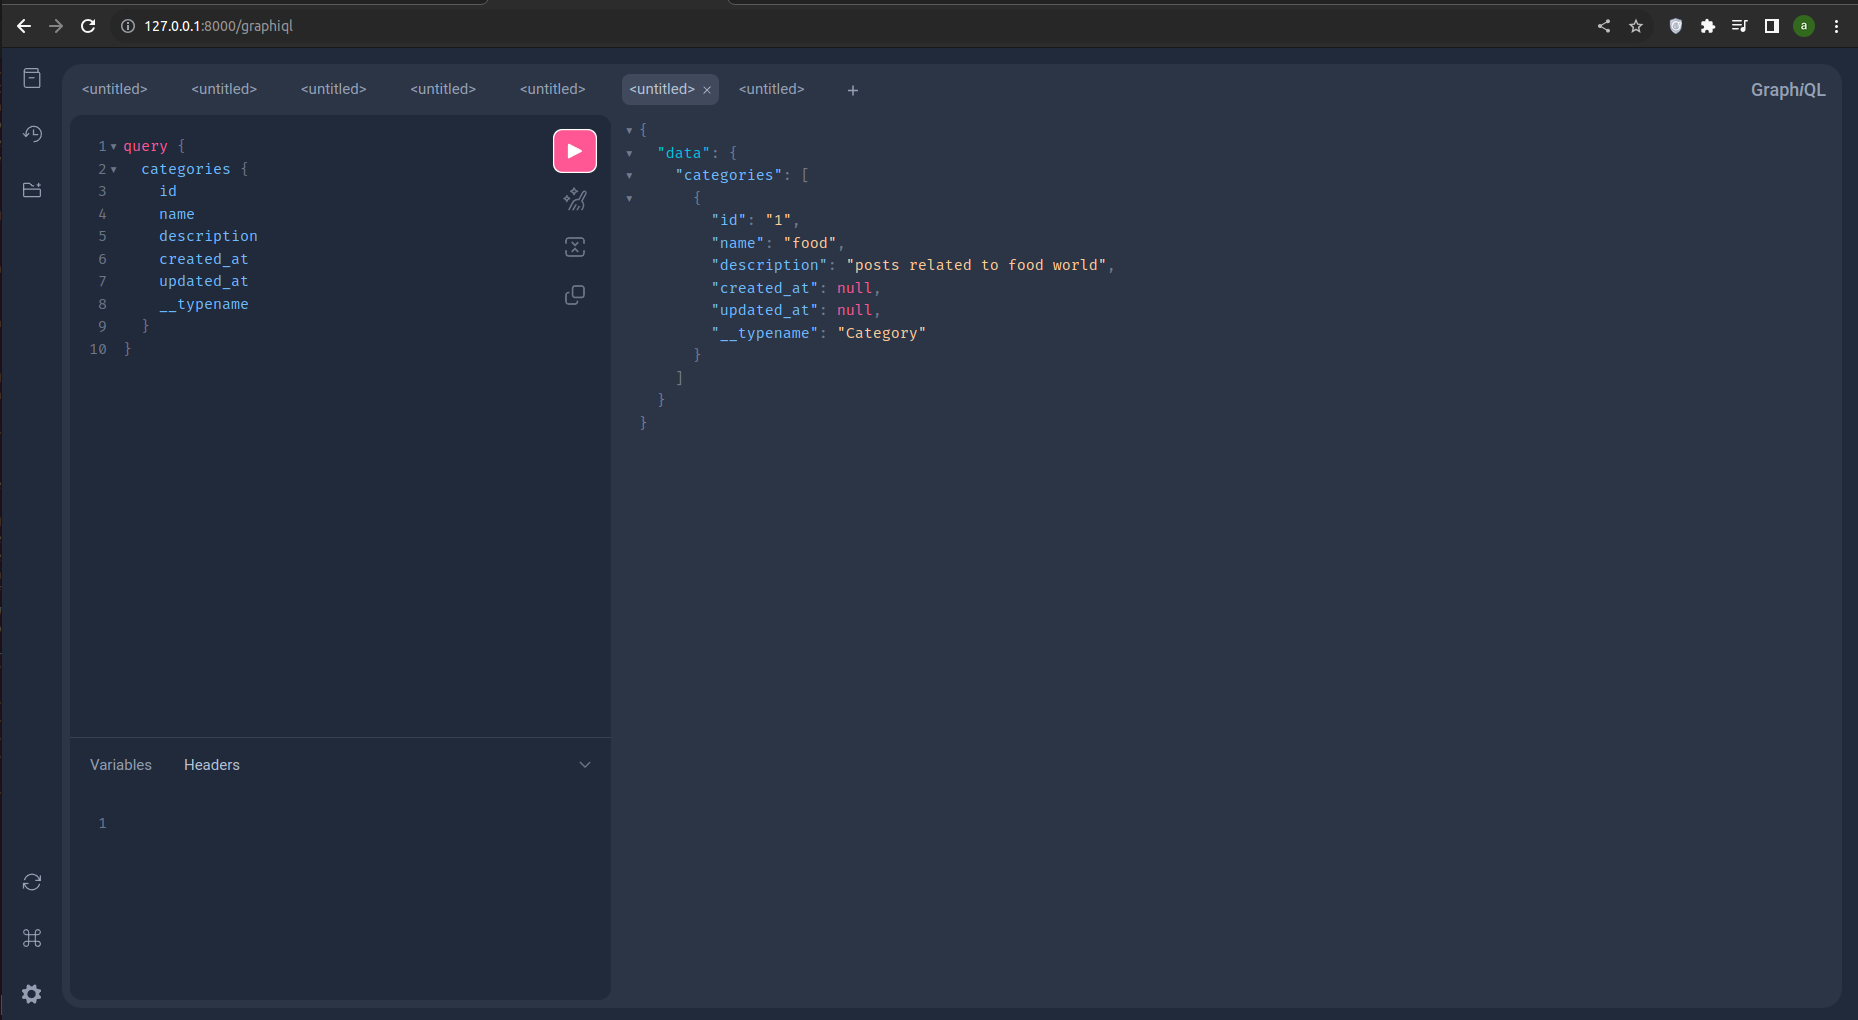 127.0.0.1:8000/graphiql
a
<untitled> <untitled> <untitled> <untitled> <untitled> <untitled> × <untitled> +
GraphiQL
1 query {
2 categories {
3 id
4 name
5 description
6 created_at
7 updated_at
8 __typename
9 }
10 }
{
"data": {
"categories": [
{
"id": "1",
"name": "food",
"description": "posts related to food world",
"created_at": null,
"updated_at": null,
"__typename": "Category"
}
]
}
}
Variables Headers
1